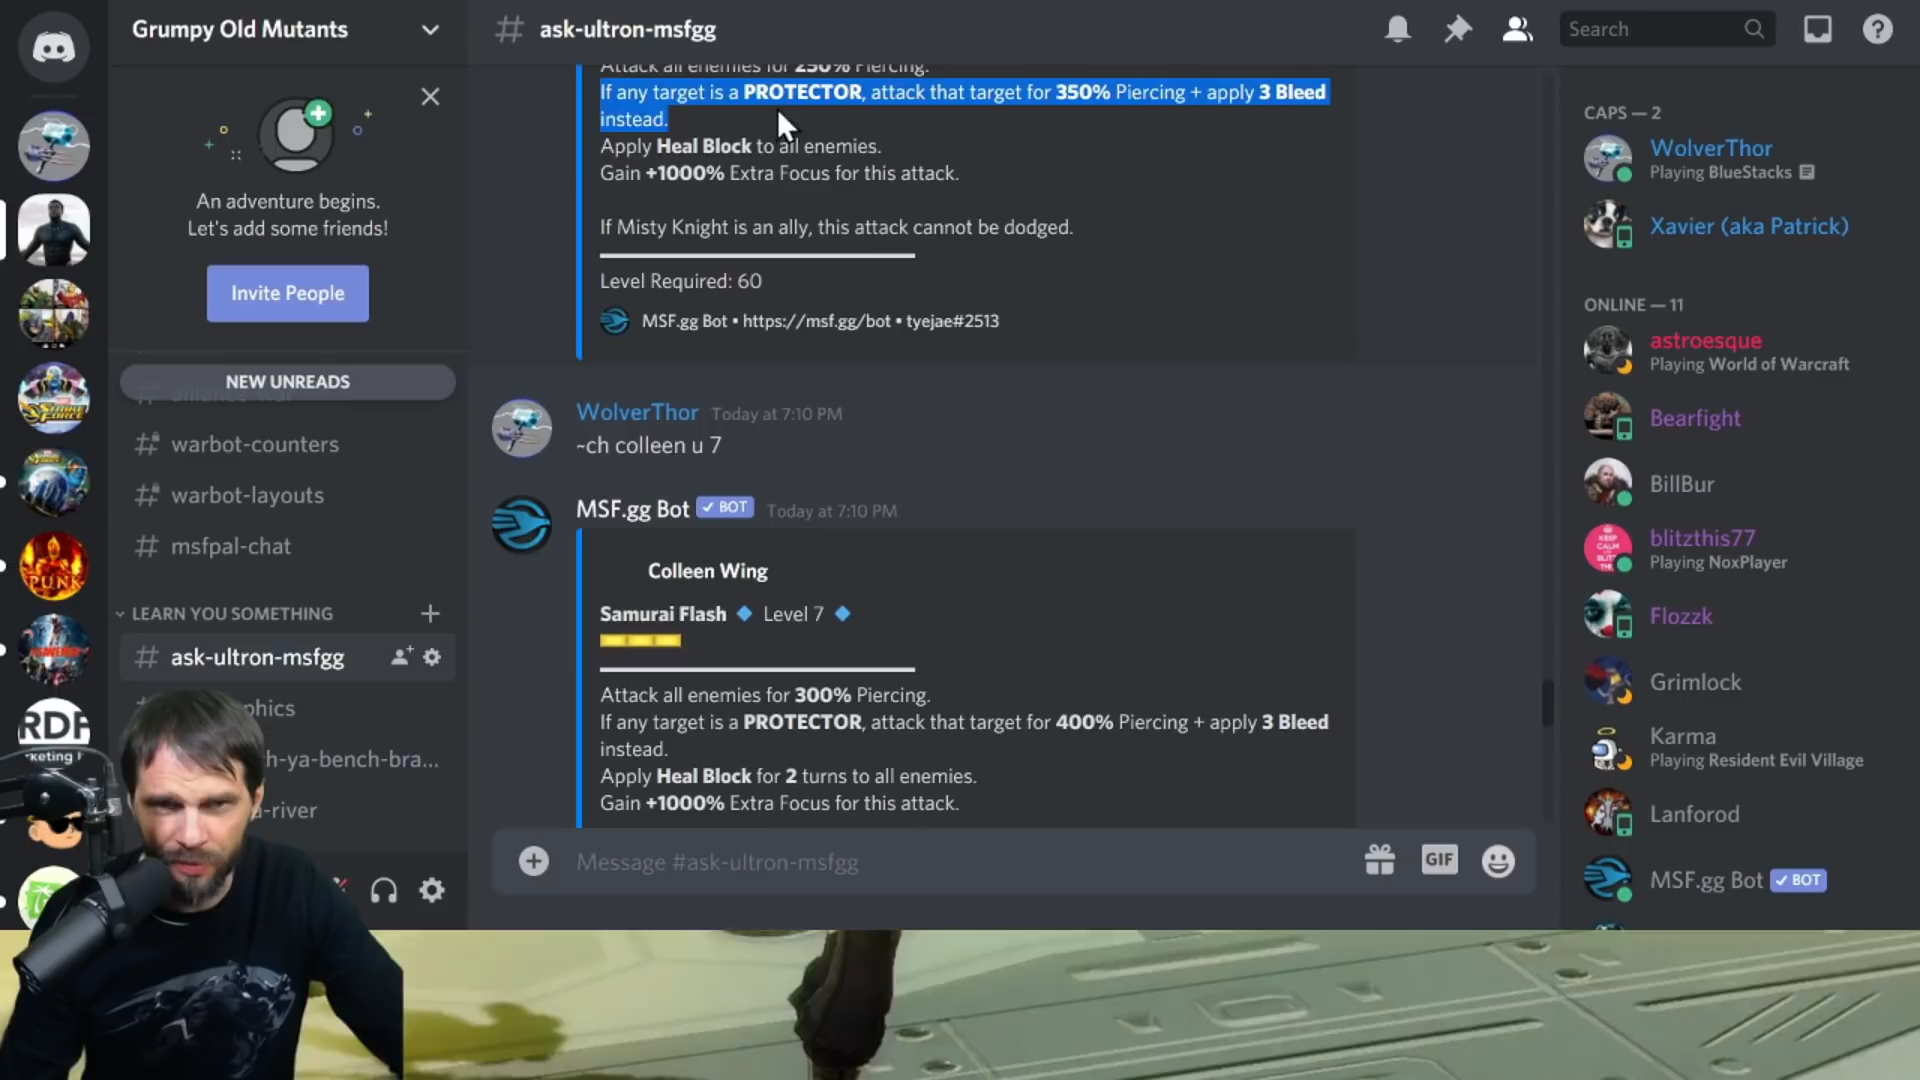 Grumpy Old Mutants
# ask-ultron-msfgg
Search
An adventure begins.
Let's add some friends!
Invite People
NEW UNREADS
warbot-counters
warbot-layouts
msfpal-chat
LEARN YOU SOMETHING
ask-ultron-msfgg
Attack all enemies for 250% Piercing.
If any target is a PROTECTOR, attack that target for 350% Piercing + apply 3 Bleed
instead.
Apply Heal Block to all enemies.
Gain +1000% Extra Focus for this attack.
If Misty Knight is an ally, this attack cannot be dodged.
Level Required: 60
MSF.gg Bot • https://msf.gg/bot • tyejae#2513
WolverThor Today at 7:10 PM
~ch colleen u 7
MSF.gg Bot ✓ BOT Today at 7:10 PM
Colleen Wing
Samurai Flash 🔹 Level 7 🔹
Attack all enemies for 300% Piercing.
If any target is a PROTECTOR, attack that target for 400% Piercing + apply 3 Bleed
instead.
Apply Heal Block for 2 turns to all enemies.
Gain +1000% Extra Focus for this attack.
Message #ask-ultron-msfgg
GIF
CAPS — 2
WolverThor
Playing BlueStacks
Xavier (aka Patrick)
ONLINE — 11
astroesque
Playing World of Warcraft
Bearfight
BillBur
blitzthis77
Playing NoxPlayer
Flozzk
Grimlock
Karma
Playing Resident Evil Village
Lanforod
MSF.gg Bot ✓ BOT
PUNK
RDF